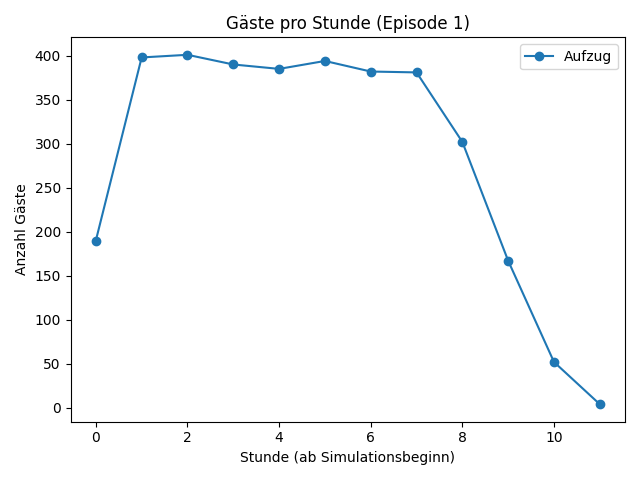 Gäste pro Stunde (Episode 1)
Aufzug
Anzahl Gäste
400
350
300
250
200
150
100
50
0
0 2 4 6 8 10
Stunde (ab Simulationsbeginn)